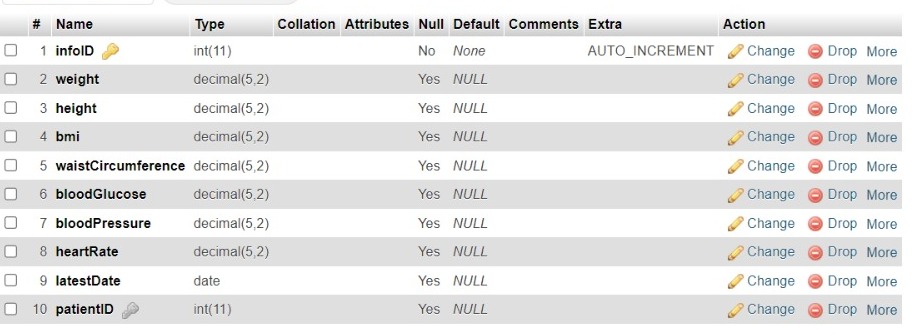 # Name Type Collation Attributes Null Default Comments Extra Action
1 infoID int(11) No None AUTO_INCREMENT Change Drop More
2 weight decimal(5,2) Yes NULL Change Drop More
3 height decimal(5,2) Yes NULL Change Drop More
4 bmi decimal(5,2) Yes NULL Change Drop More
5 waistCircumference decimal(5,2) Yes NULL Change Drop More
6 bloodGlucose decimal(5,2) Yes NULL Change Drop More
7 bloodPressure decimal(5,2) Yes NULL Change Drop More
8 heartRate decimal(5,2) Yes NULL Change Drop More
9 latestDate date Yes NULL Change Drop More
10 patientID int(11) Yes NULL Change Drop More